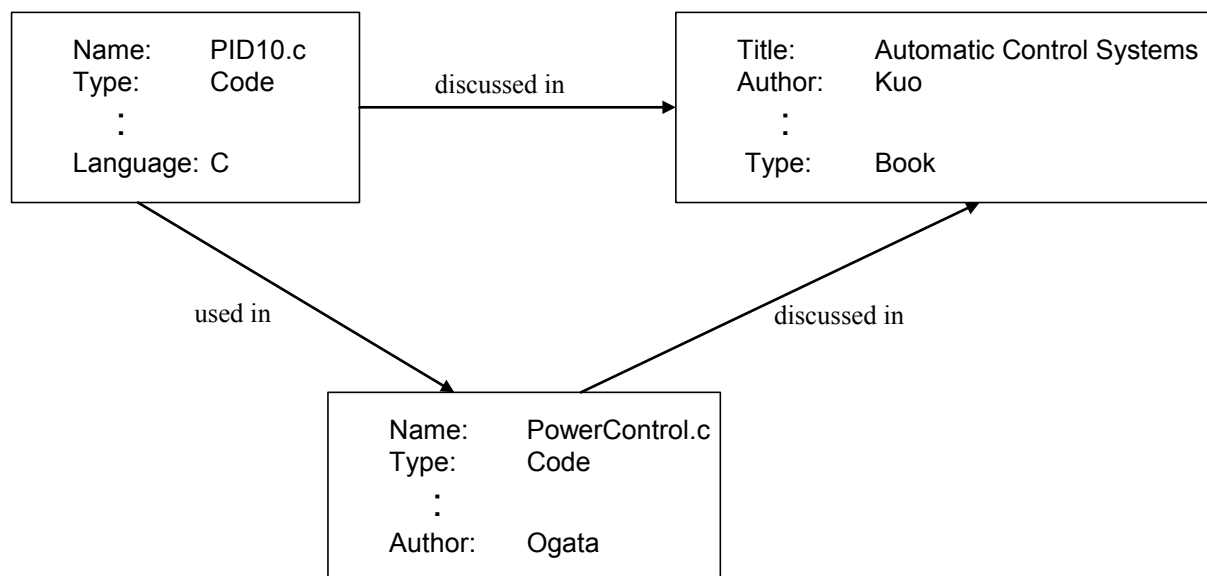 Name: PID10.c
Type: Code
:
Language: C
discussed in
Title: Automatic Control Systems
Author: Kuo
:
Type: Book
used in
discussed in
Name: PowerControl.c
Type: Code
:
Author: Ogata